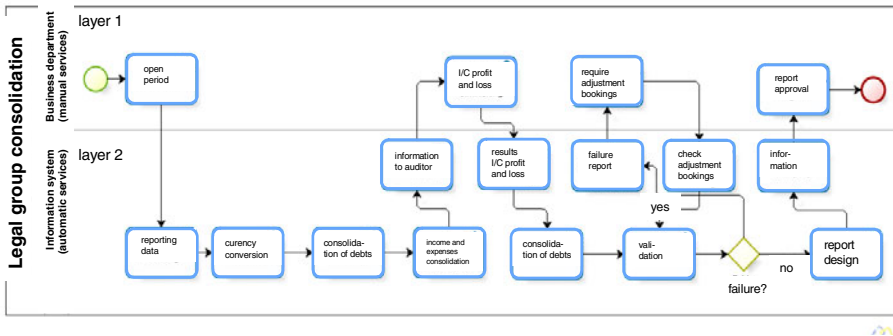 Legal group consolidation
Business department
(manual services)
layer 1
open
period
I/C profit
and loss
require
adjustment
bookings
report
approval
Information system
(automatic services)
layer 2
information
to auditor
results
I/C profit
and loss
failure
report
check
adjustment
bookings
infor-
mation
yes
reporting
data
curency
conversion
consolida-
tion of debts
income and
expenses
consolidation
consolida-
tion of debts
vali-
dation
no
report
design
failure?